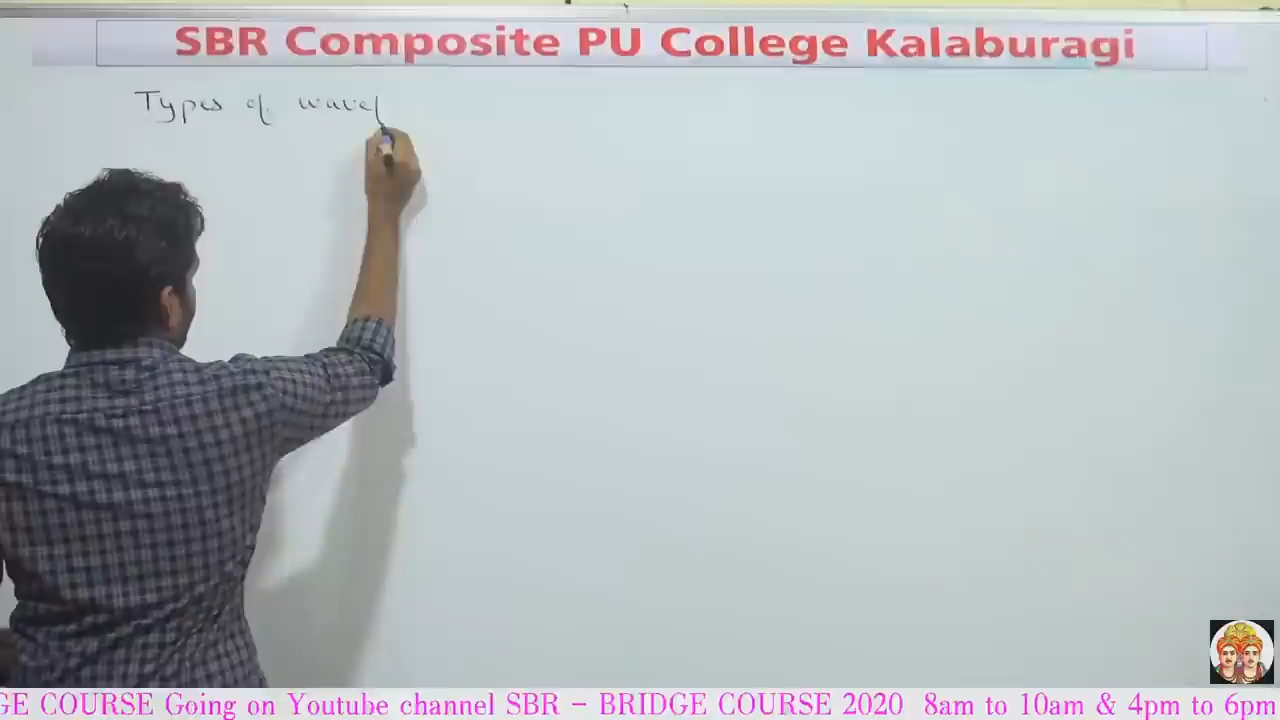 SBR Composite PU College Kalaburagi
Types of wavef
GE COURSE Going on Youtube channel SBR - BRIDGE COURSE 2020 8am to 10am & 4pm to 6pm